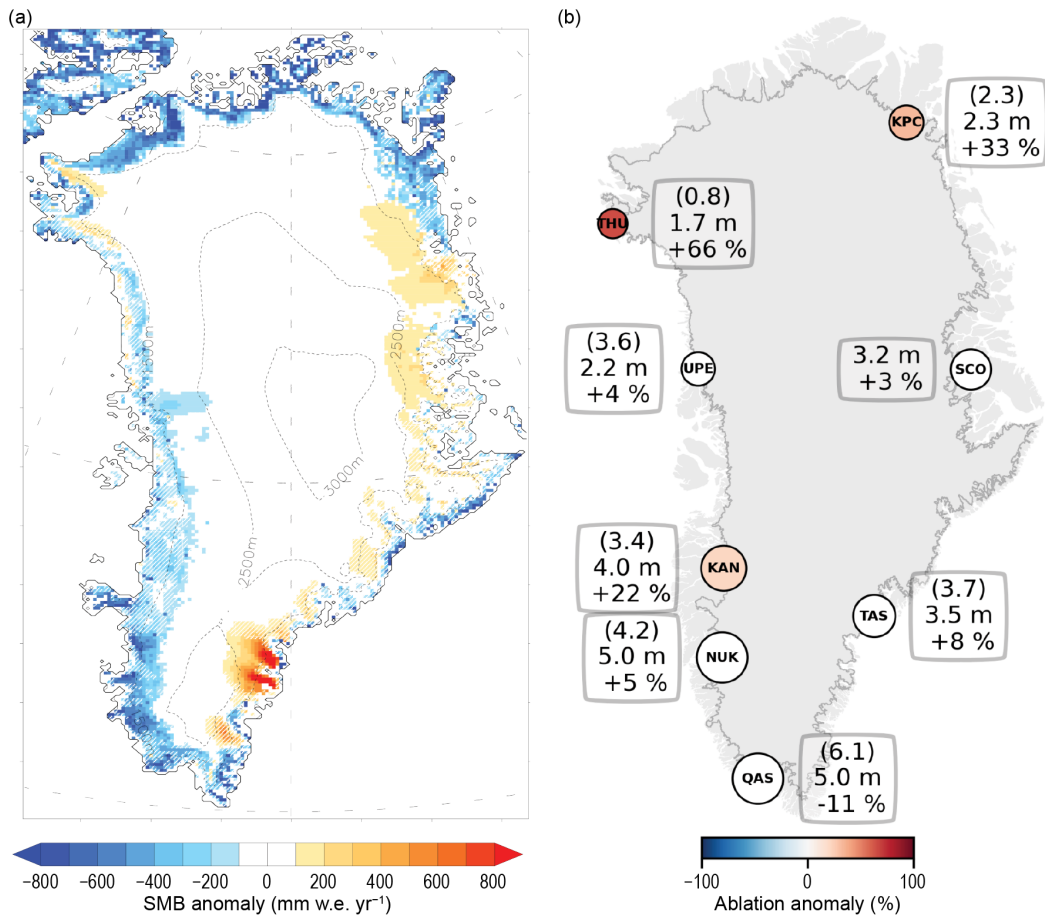 (a)
2500m
3000m
2500m
−800 −600 −400 −200 0 200 400 600 800
SMB anomaly (mm w.e. yr⁻¹)
(b)
KPC
(2.3)
2.3 m
+33 %
THU
(0.8)
1.7 m
+66 %
(3.6)
2.2 m
+4 %
UPE
3.2 m
+3 %
SCO
(3.4)
4.0 m
+22 %
KAN
(4.2)
5.0 m
+5 %
NUK
TAS
(3.7)
3.5 m
+8 %
QAS
(6.1)
5.0 m
-11 %
−100 0 100
Ablation anomaly (%)